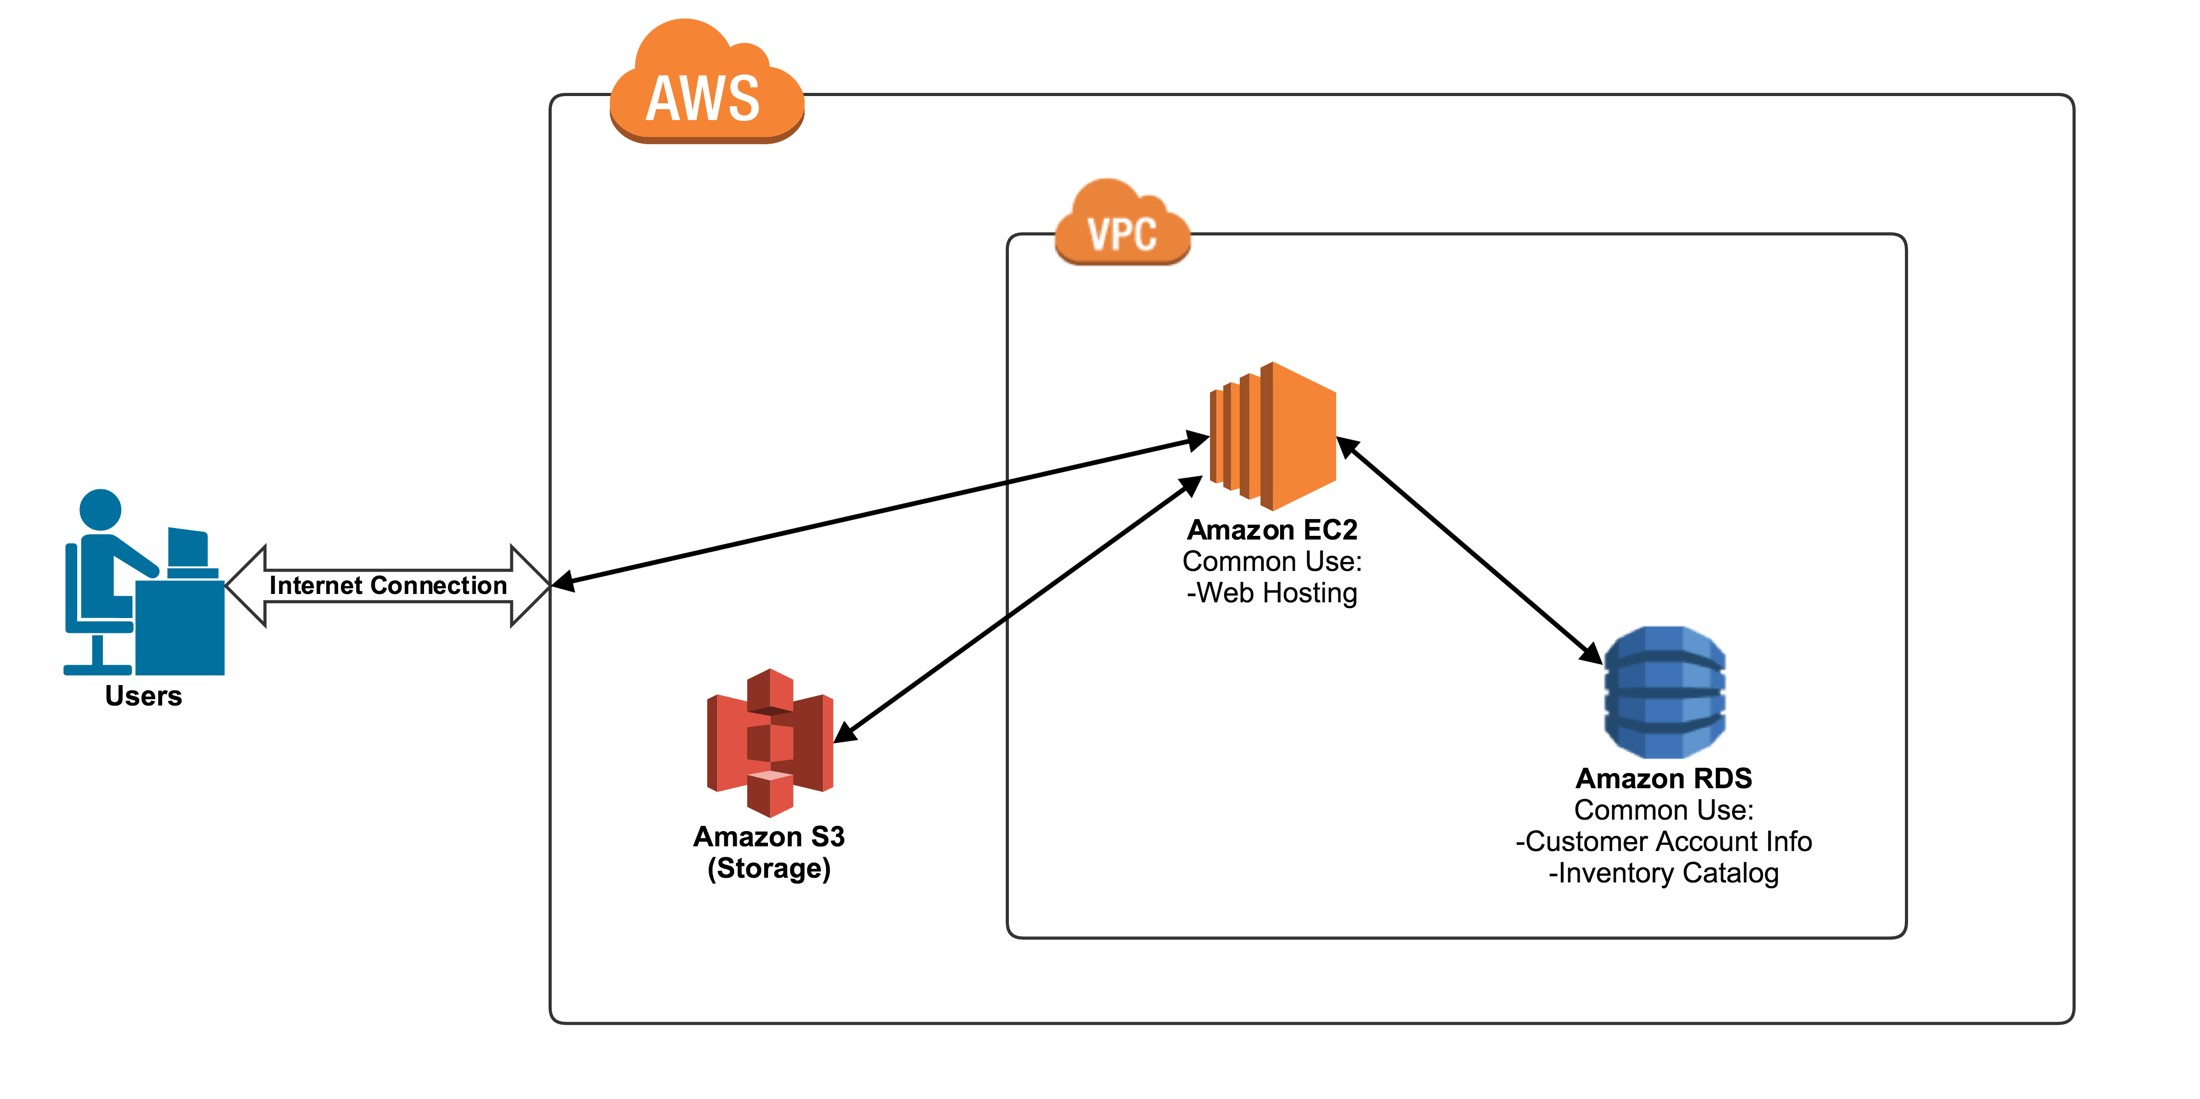 AWS
VPC
Amazon EC2
Common Use:
-Web Hosting
Internet Connection
Users
Amazon S3
(Storage)
Amazon RDS
Common Use:
-Customer Account Info
-Inventory Catalog